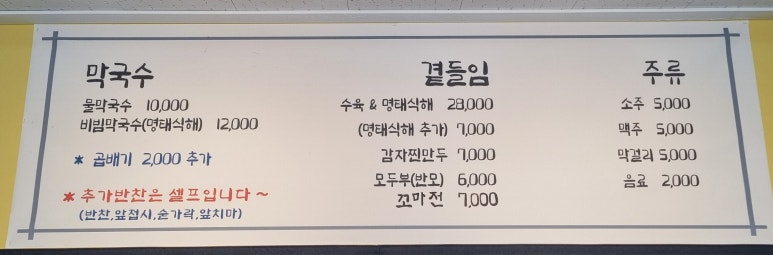 막국수
물막국수 10,000
비빔막국수(명태식해) 12,000
* 곱배기 2,000 추가
* 추가반찬은 셀프입니다 ~
(반찬,앞접시,숟가락,앞치마)
곁들임
수육 & 명태식해 28,000
(명태식해 추가) 7,000
감자찐만두 7,000
모두부(반모) 6,000
꼬마전 7,000
주류
소주 5,000
맥주 5,000
막걸리 5,000
음료 2,000